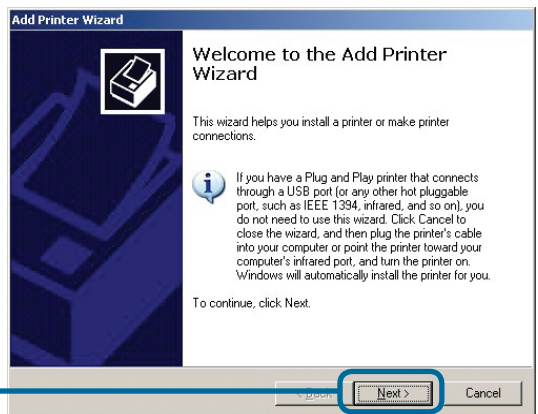 Add Printer Wizard
Welcome to the Add Printer
Wizard
This wizard helps you install a printer or make printer
connections.
If you have a Plug and Play printer that connects
through a USB port (or any other hot pluggable
port, such as IEEE 1394, infrared, and so on), you
do not need to use this wizard. Click Cancel to
close the wizard, and then plug the printer's cable
into your computer or point the printer toward your
computer's infrared port, and turn the printer on.
Windows will automatically install the printer for you.
To continue, click Next.
< Back
Next >
Cancel